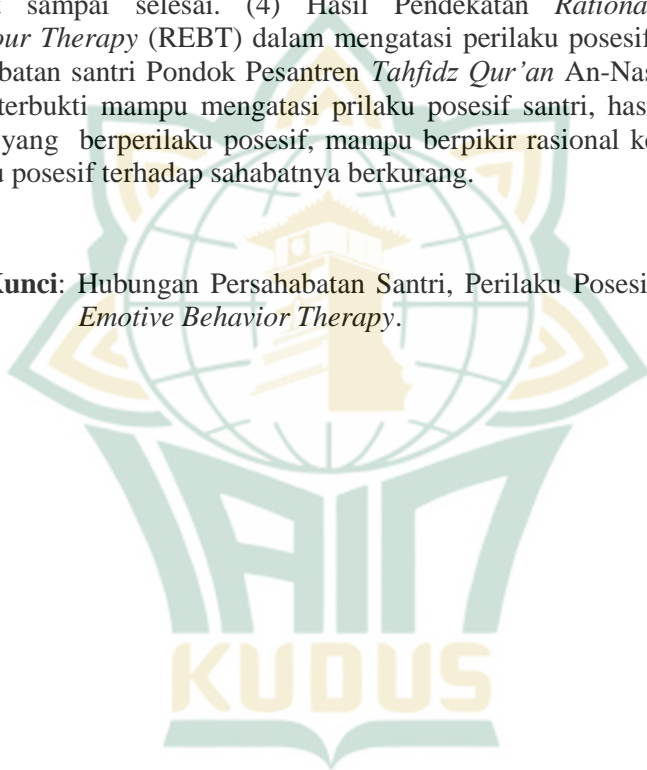 sampai selesai. (4) Hasil Pendekatan Rational
our Therapy (REBT) dalam mengatasi perilaku posesif
batan santri Pondok Pesantren Tahfidz Qur'an An-Nas
terbukti mampu mengatasi prilaku posesif santri, has
yang berperilaku posesif, mampu berpikir rasional ke
u posesif terhadap sahabatnya berkurang.
Kunci: Hubungan Persahabatan Santri, Perilaku Posesi
Emotive Behavior Therapy.
IAIN
KUDUS